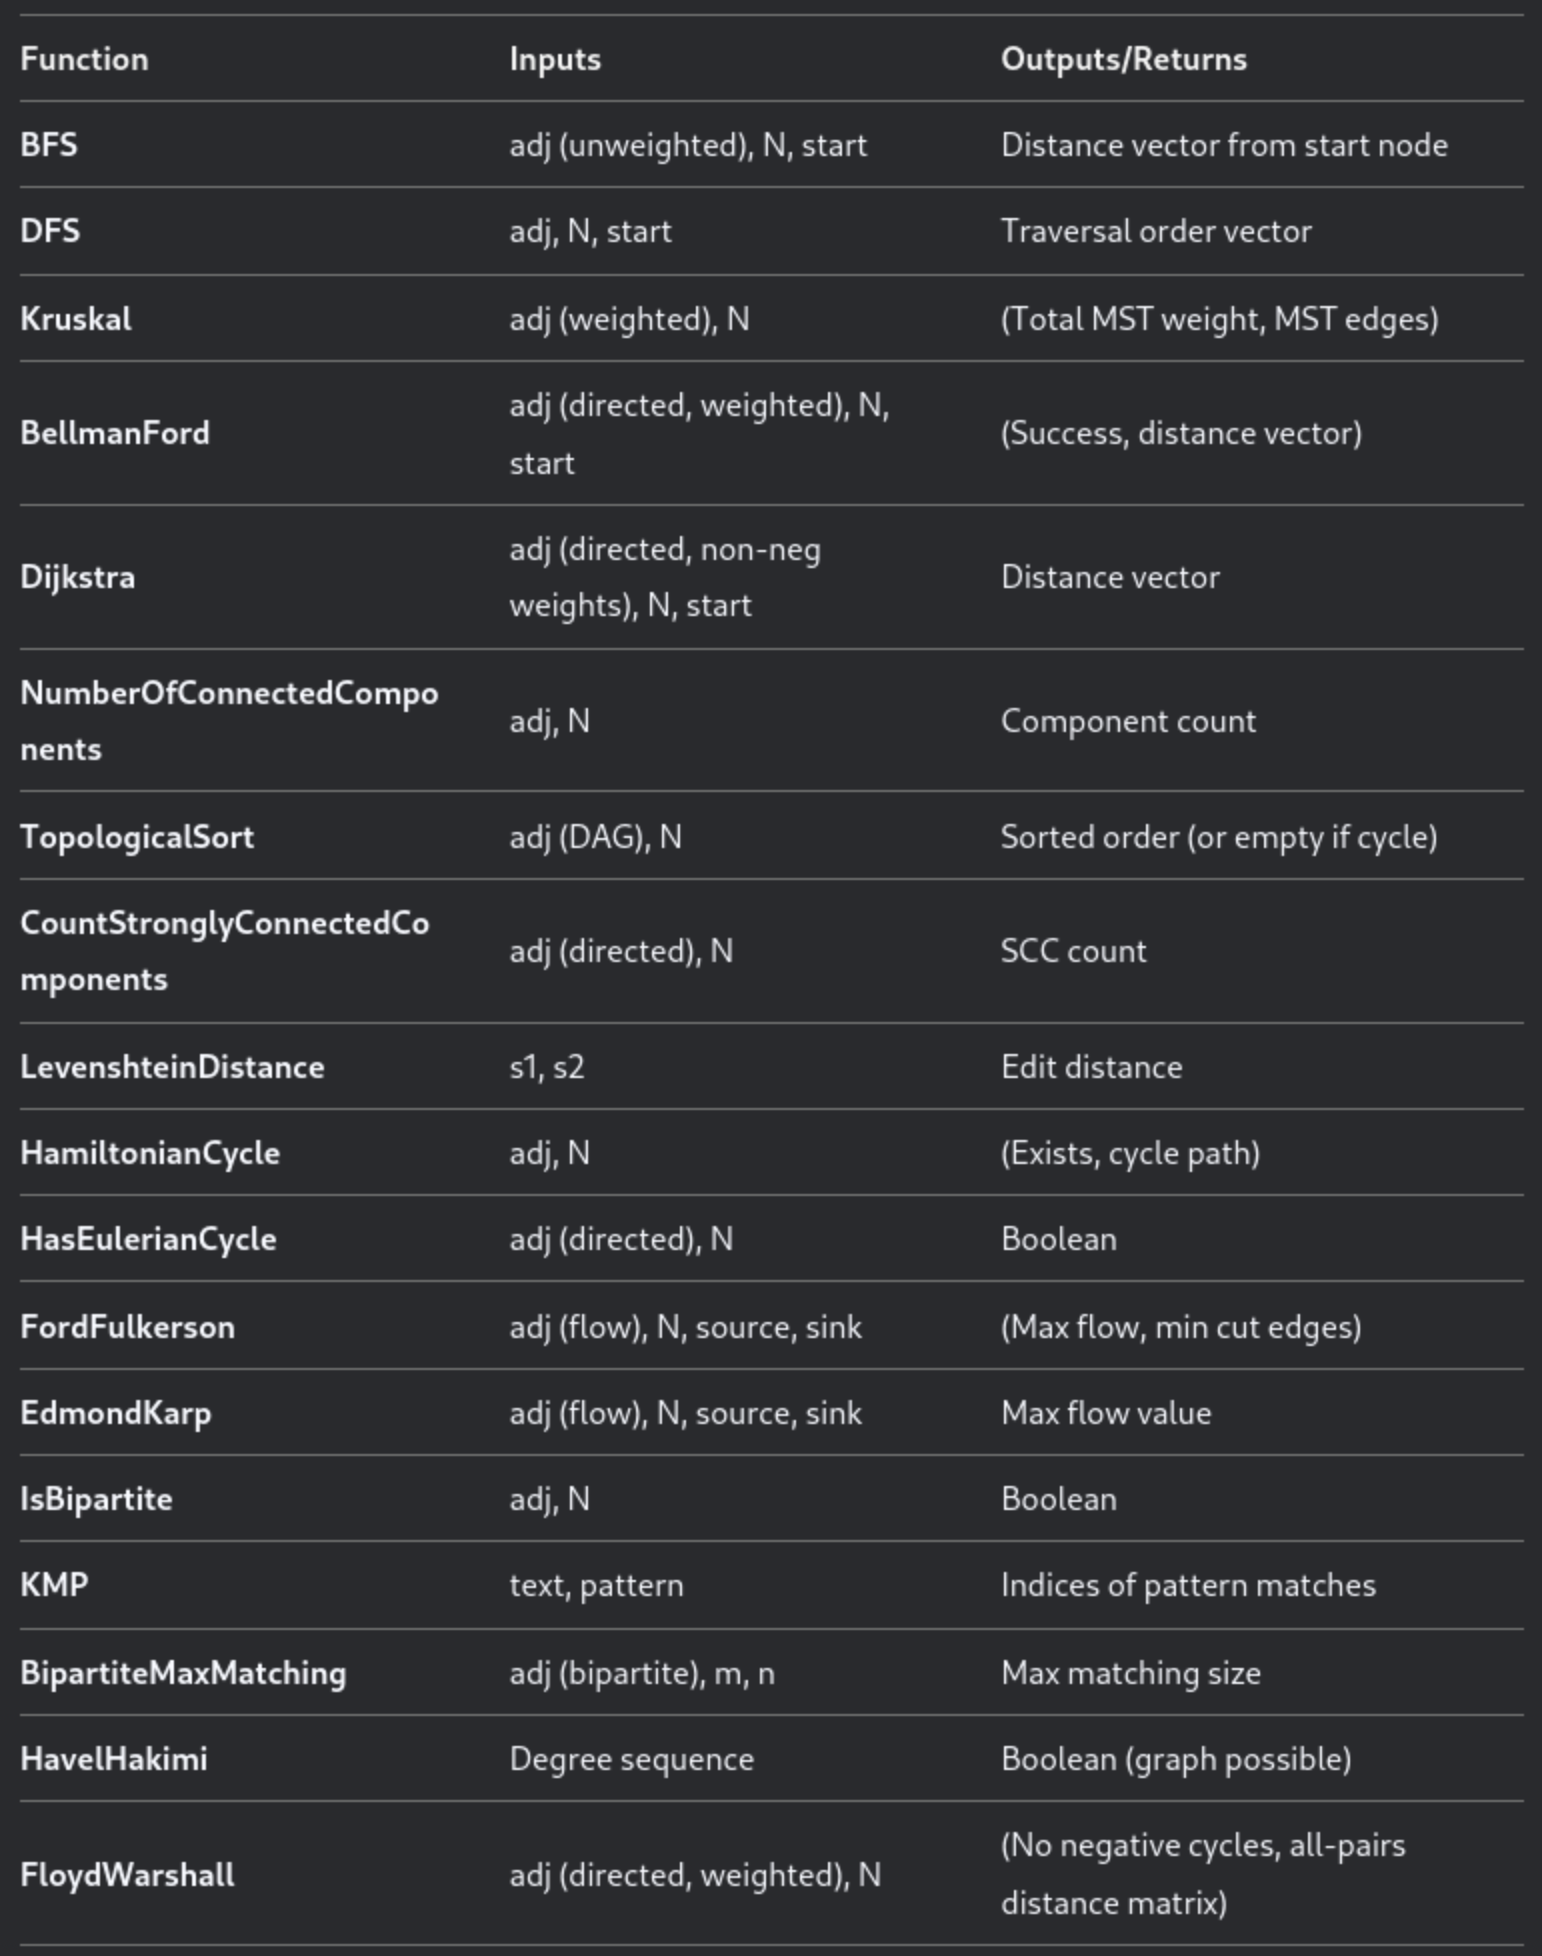 Function Inputs Outputs/Returns
BFS adj (unweighted), N, start Distance vector from start node
DFS adj, N, start Traversal order vector
Kruskal adj (weighted), N (Total MST weight, MST edges)
BellmanFord adj (directed, weighted), N, (Success, distance vector)
start
Dijkstra adj (directed, non-neg Distance vector
weights), N, start
NumberOfConnectedCompo adj, N Component count
nents
TopologicalSort adj (DAG), N Sorted order (or empty if cycle)
CountStronglyConnectedCo adj (directed), N SCC count
mponents
LevenshteinDistance s1, s2 Edit distance
HamiltonianCycle adj, N (Exists, cycle path)
HasEulerianCycle adj (directed), N Boolean
FordFulkerson adj (flow), N, source, sink (Max flow, min cut edges)
EdmondKarp adj (flow), N, source, sink Max flow value
IsBipartite adj, N Boolean
KMP text, pattern Indices of pattern matches
BipartiteMaxMatching adj (bipartite), m, n Max matching size
HavelHakimi Degree sequence Boolean (graph possible)
FloydWarshall adj (directed, weighted), N (No negative cycles, all-pairs
distance matrix)